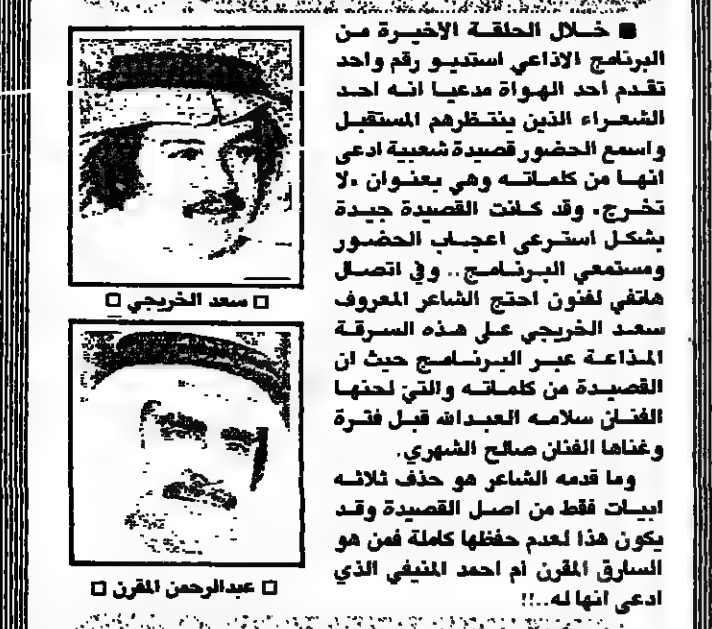 ■ خلال الحلقة الاخيرة من
البرنامج الاذاعي استديو رقم واحد
تقدم احد الهواة مدعيا انه احد
الشعراء الذين ينتظرهم المستقبل
واسمع الحضور قصيدة شعبية ادعى
انها من كلماته وهي بعنوان «لا
تخرج» وقد كانت القصيدة جيدة
بشكل استرعى اعجاب الحضور
ومستمعي البرنامج.. وفي اتصال
هاتفي لفنون احتج الشاعر المعروف
سعد الخريجي على هذه السرقة
المذاعة عبر البرنامج حيث ان
القصيدة من كلماته والتي لحنها
الفنان سلامه العبدالله قبل فترة
وغناها الفنان صالح الشهري.
وما قدمه الشاعر هو حذف ثلاثه
ابيات فقط من اصل القصيدة وقد
يكون هذا لعدم حفظها كاملة فمن هو
السارق المقرن ام احمد المنيفي الذي
ادعى انها له..!!
□ سعد الخريجي □
□ عبدالرحمن المقرن □